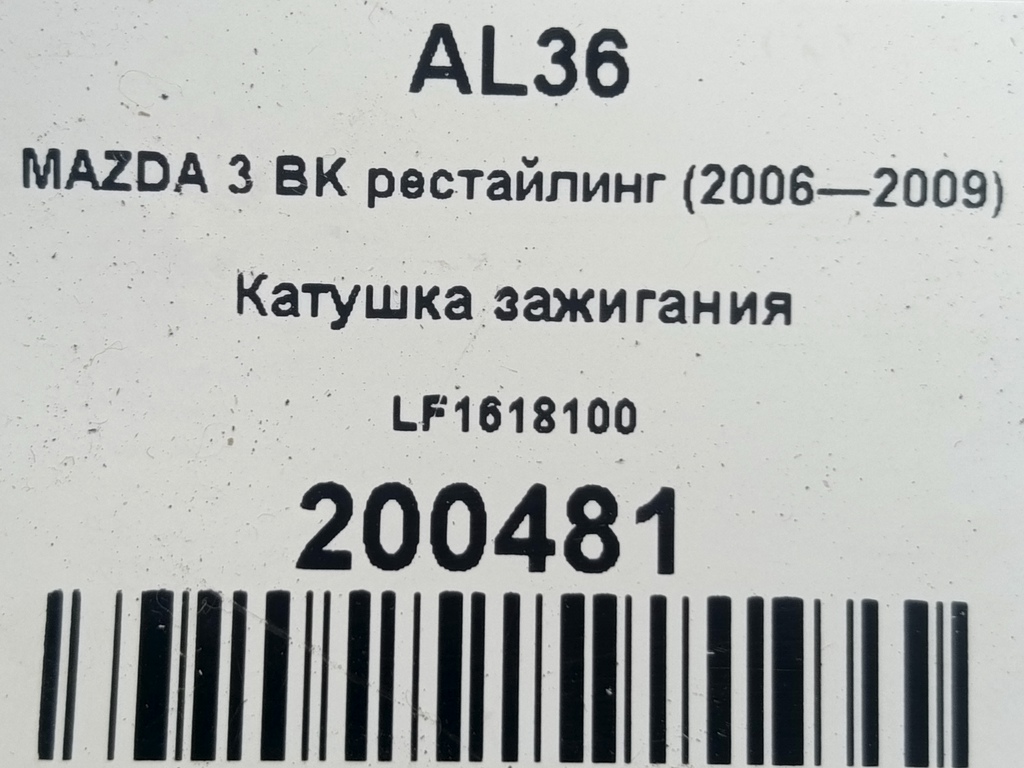 AL36
MAZDA 3 BK рестайлинг (2006—2009)
Катушка зажигания
LF1618100
200481